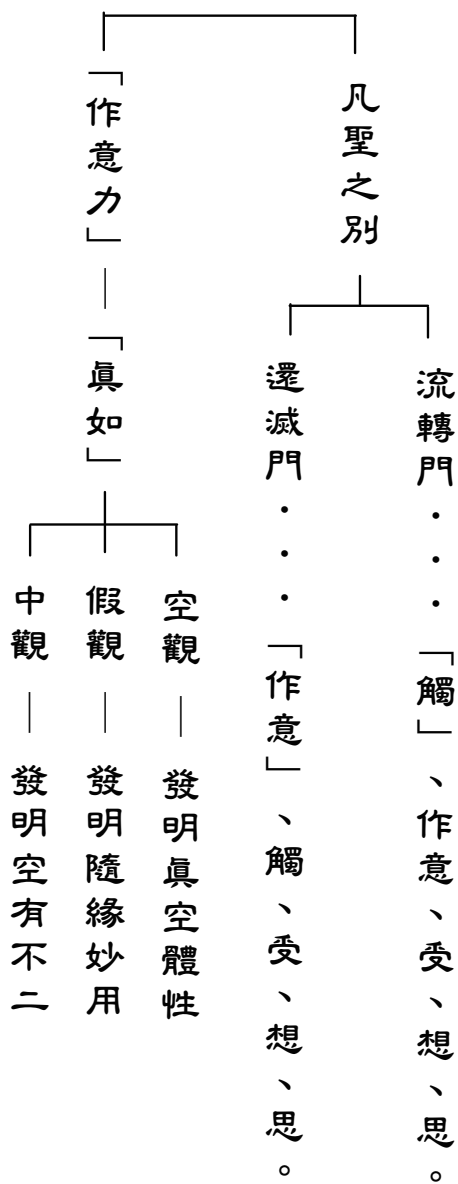 凡聖之別
流轉門・・・「觸」、作意、受、想、思。
還滅門・・・「作意」、觸、受、想、思。
「作意力」—「眞如」
空觀—發明眞空體性
假觀—發明隨緣妙用
中觀—發明空有不二